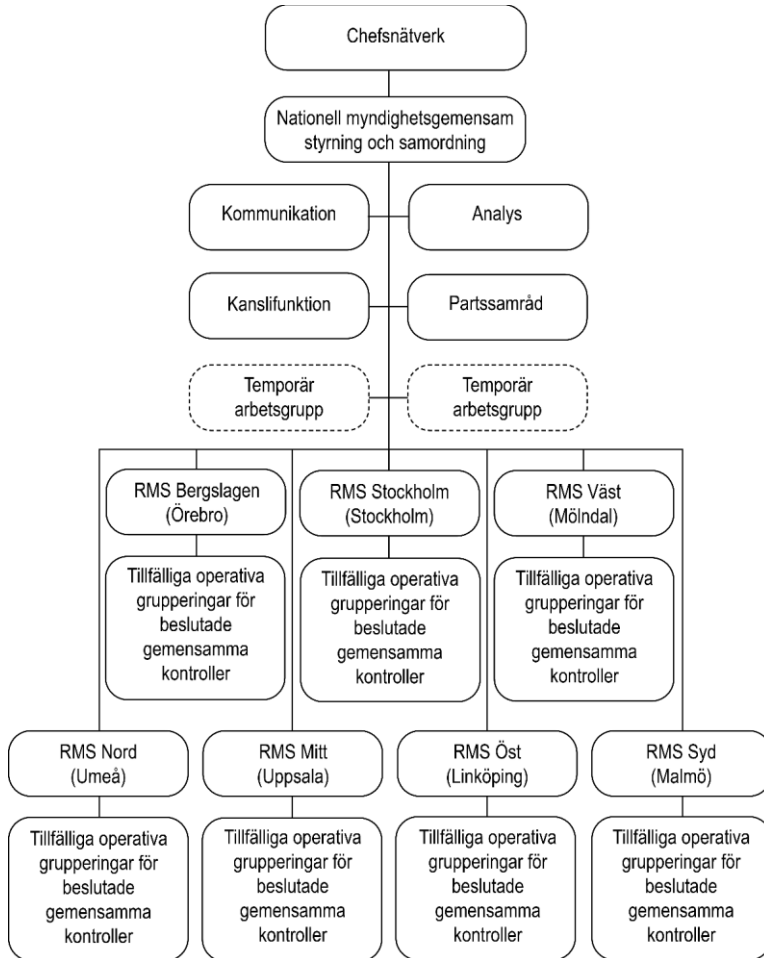 Chefsnätverk
Nationell myndighetsgemensam
styrning och samordning
Kommunikation
Analys
Kanslifunktion
Partssamråd
Temporär
arbetsgrupp
Temporär
arbetsgrupp
RMS Bergslagen
(Örebro)
RMS Stockholm
(Stockholm)
RMS Väst
(Mölndal)
Tillfälliga operativa
grupperingar för
beslutade
gemensamma
kontroller
Tillfälliga operativa
grupperingar för
beslutade
gemensamma
kontroller
Tillfälliga operativa
grupperingar för
beslutade
gemensamma
kontroller
RMS Nord
(Umeå)
RMS Mitt
(Uppsala)
RMS Öst
(Linköping)
RMS Syd
(Malmö)
Tillfälliga operativa
grupperingar för
beslutade
gemensamma
kontroller
Tillfälliga operativa
grupperingar för
beslutade
gemensamma
kontroller
Tillfälliga operativa
grupperingar för
beslutade
gemensamma
kontroller
Tillfälliga operativa
grupperingar för
beslutade
gemensamma
kontroller